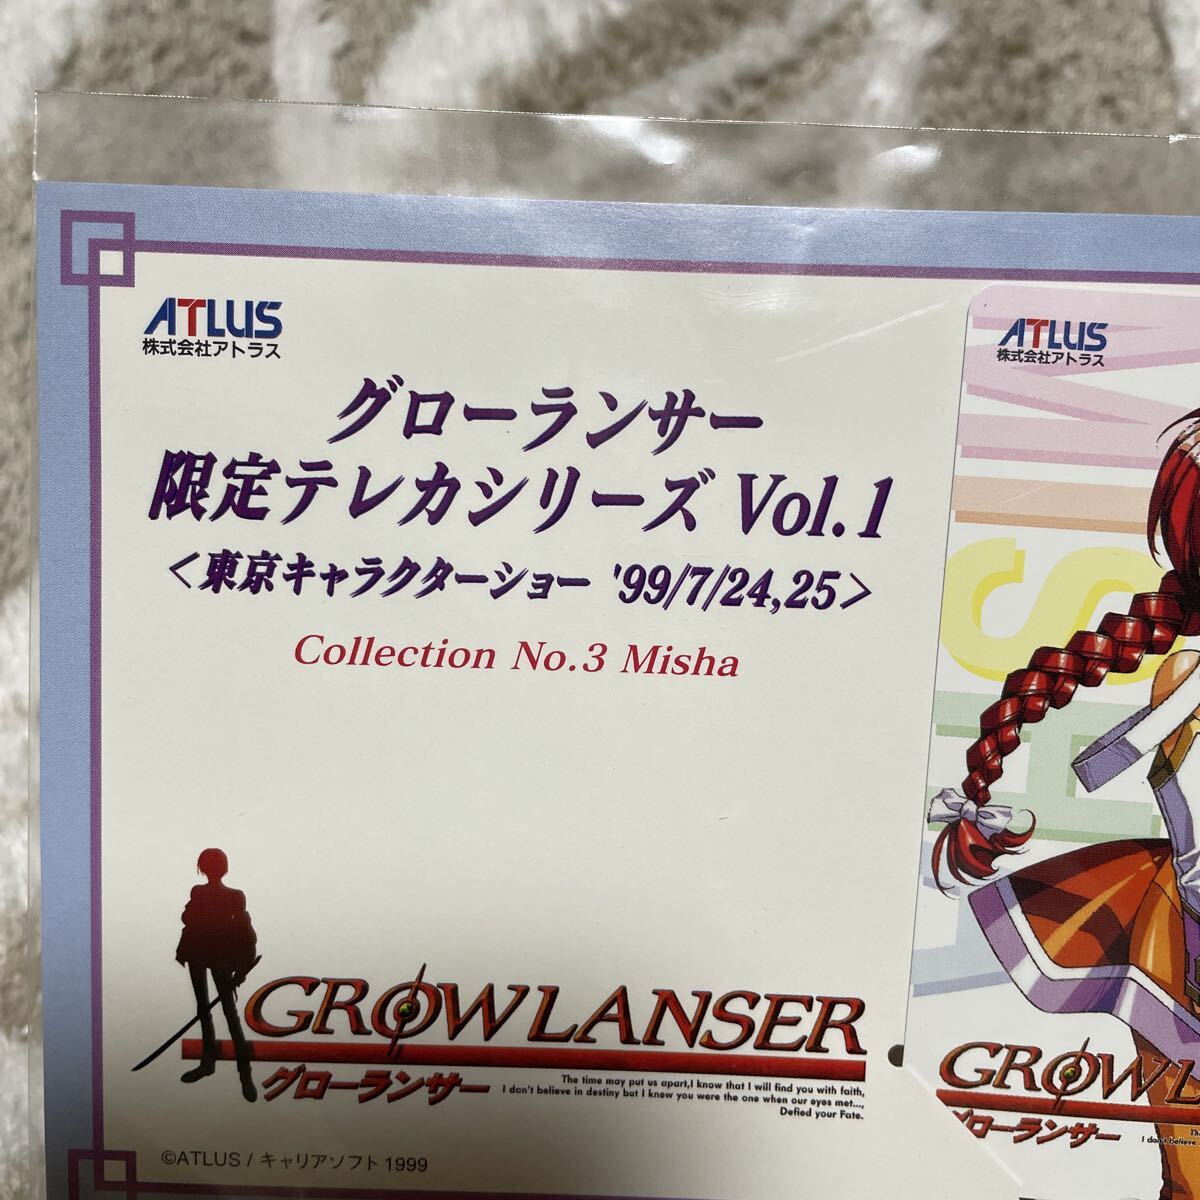 ATLUS
株式会社アトラス
グローランサー
限定テレカシリーズ Vol.1
<東京キャラクターショー '99/7/24,25>
Collection No.3 Misha
GROWLANSER
グローランサー
The time may put us apart,I know that I will find you with faith,
I don't believe in destiny but I know you were the one when our eyes met...,
Defied your Fate.
©ATLUS / キャリアソフト 1999
ATLUS
株式会社アトラス
MISHA
GROWL
ローランサー
The
I don't believe